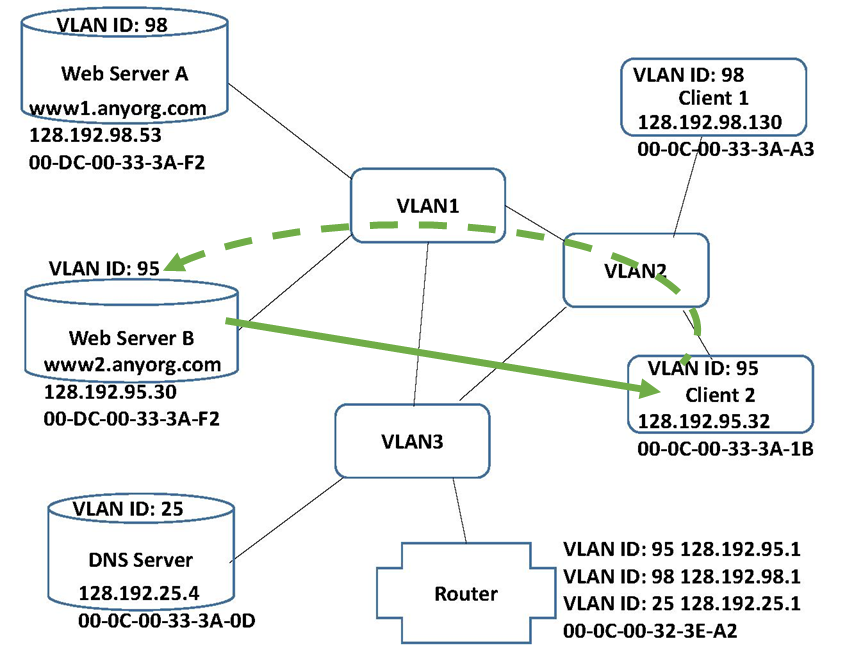 VLAN ID: 98
Web Server A
www1.anyorg.com
128.192.98.53
00-DC-00-33-3A-F2
VLAN ID: 98
Client 1
128.192.98.130
00-0C-00-33-3A-A3
VLAN1
VLAN2
VLAN ID: 95
Web Server B
www2.anyorg.com
128.192.95.30
00-DC-00-33-3A-F2
VLAN ID: 95
Client 2
128.192.95.32
00-0C-00-33-3A-1B
VLAN3
VLAN ID: 25
DNS Server
128.192.25.4
00-0C-00-33-3A-0D
Router
VLAN ID: 95 128.192.95.1
VLAN ID: 98 128.192.98.1
VLAN ID: 25 128.192.25.1
00-0C-00-32-3E-A2